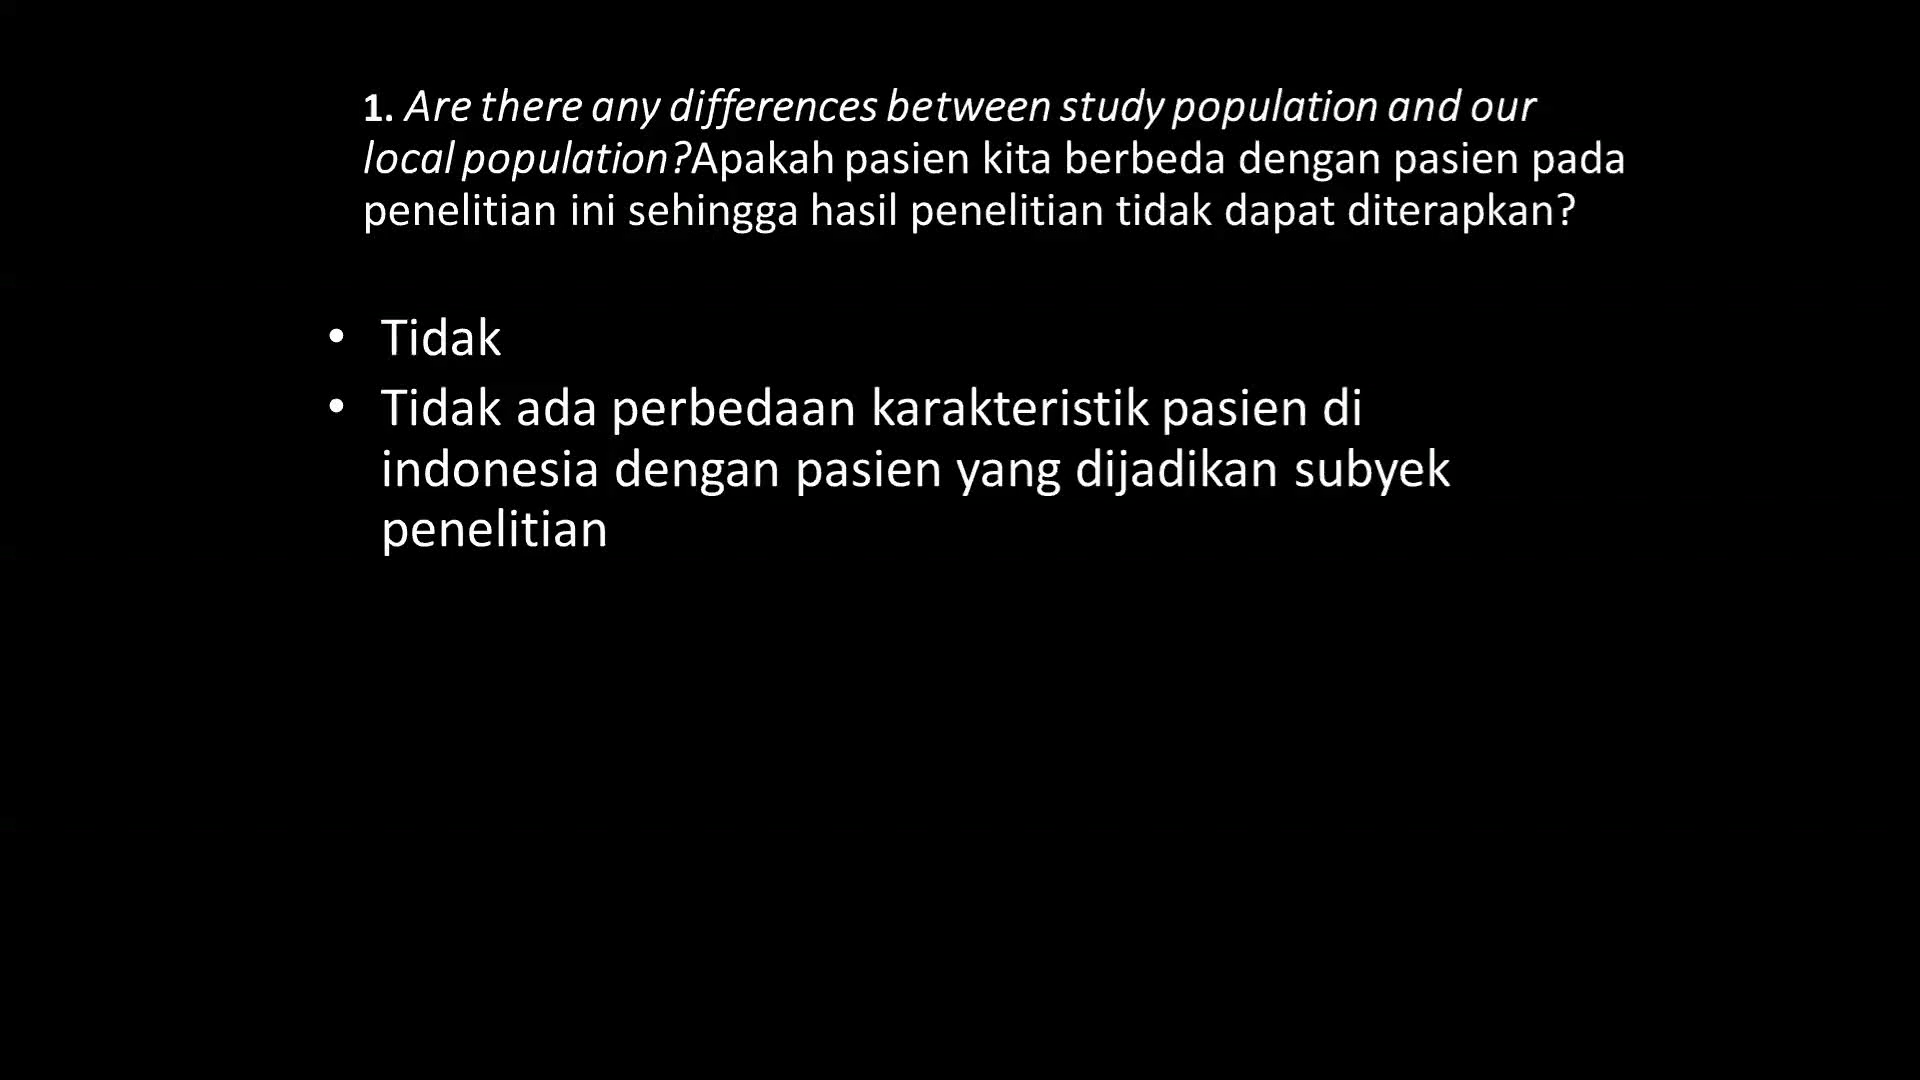 1. Are there any differences between study population and our
local population?Apakah pasien kita berbeda dengan pasien pada
penelitian ini sehingga hasil penelitian tidak dapat diterapkan?
• Tidak
• Tidak ada perbedaan karakteristik pasien di
indonesia dengan pasien yang dijadikan subyek
penelitian